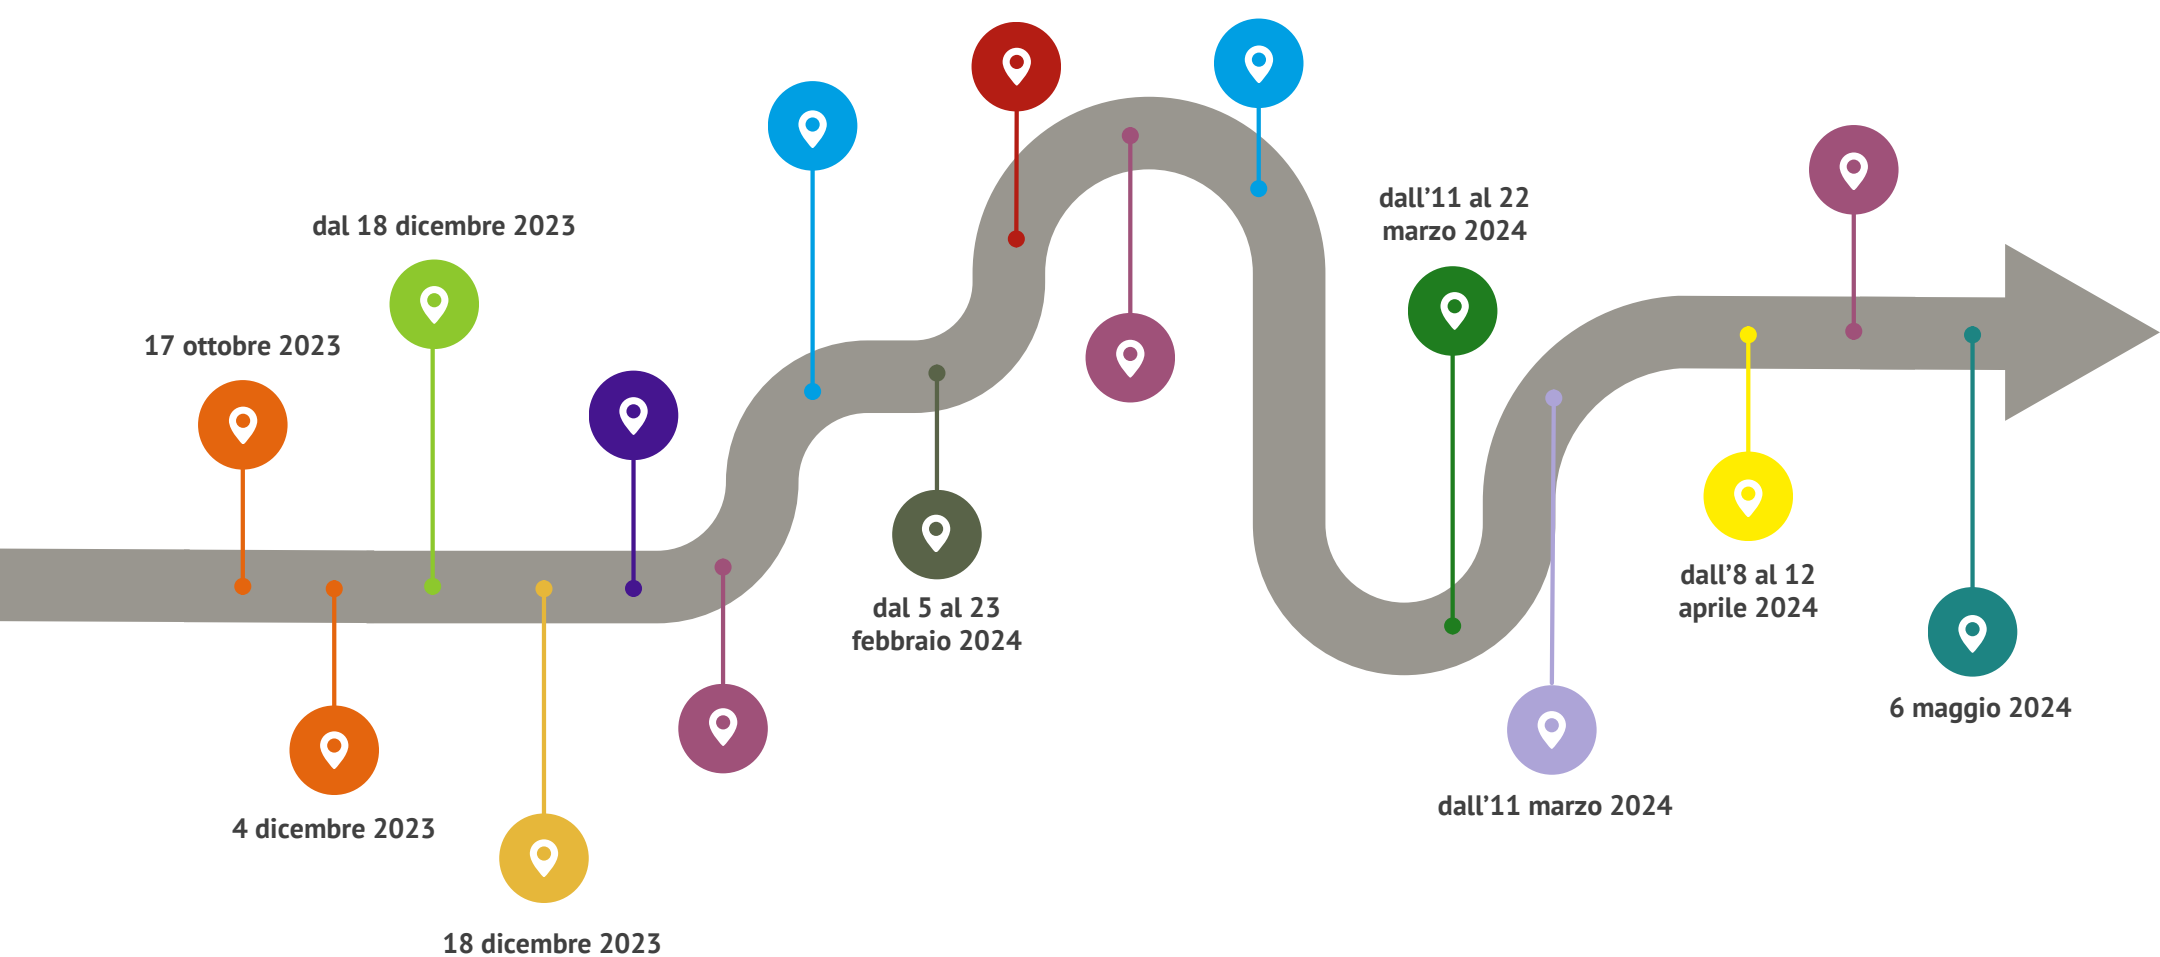 17 ottobre 2023
4 dicembre 2023
dal 18 dicembre 2023
18 dicembre 2023
dal 5 al 23
febbraio 2024
dall’11 al 22
marzo 2024
dall’11 marzo 2024
dall’8 al 12
aprile 2024
6 maggio 2024